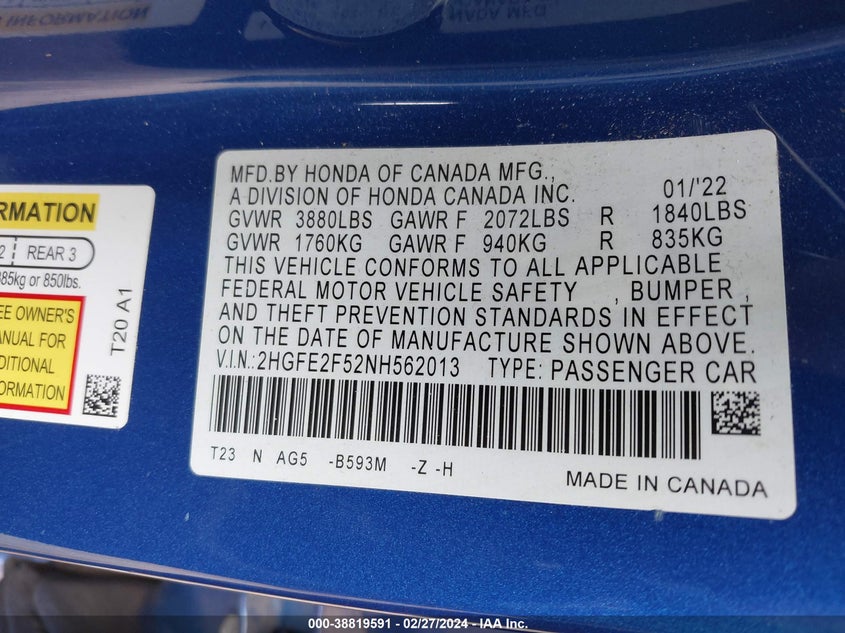 MFD.BY HONDA OF CANADA MFG.,
A DIVISION OF HONDA CANADA INC. 01/'22
GVWR 3880LBS GAWR F 2072LBS R 1840LBS
GVWR 1760KG GAWR F 940KG R 835KG
THIS VEHICLE CONFORMS TO ALL APPLICABLE
FEDERAL MOTOR VEHICLE SAFETY , BUMPER ,
AND THEFT PREVENTION STANDARDS IN EFFECT
ON THE DATE OF MANUFACTURE SHOWN ABOVE.
V.I.N.:2HGFE2F52NH562013 TYPE: PASSENGER CAR
T23 N AG5 -B593M -Z -H
MADE IN CANADA
RMATION
2 REAR 3
385kg or 850lbs.
EE OWNER'S
ANUAL FOR
DITIONAL
FORMATION
T20 A1
INFORMATION
000-38819591 / 02/27/2024 - IAA Inc.